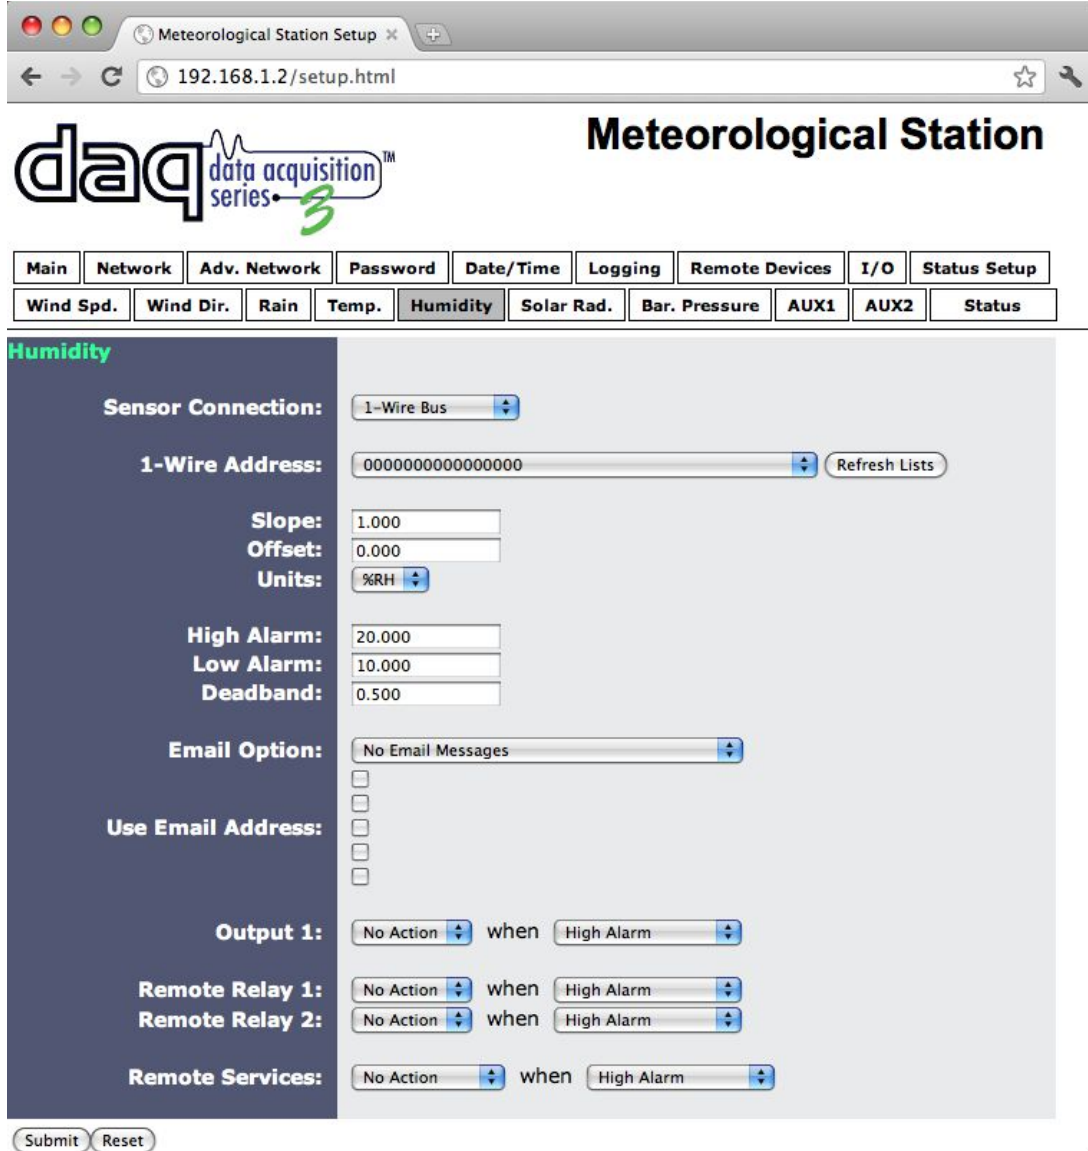 Meteorological Station Setup
192.168.1.2/setup.html
daq data acquisition™ series 3
Meteorological Station
Main Network Adv. Network Password Date/Time Logging Remote Devices I/O Status Setup
Wind Spd. Wind Dir. Rain Temp. Humidity Solar Rad. Bar. Pressure AUX1 AUX2 Status
Humidity
Sensor Connection: 1-Wire Bus
1-Wire Address: 0000000000000000 Refresh Lists
Slope: 1.000
Offset: 0.000
Units: %RH
High Alarm: 20.000
Low Alarm: 10.000
Deadband: 0.500
Email Option: No Email Messages
Use Email Address:
Output 1: No Action when High Alarm
Remote Relay 1: No Action when High Alarm
Remote Relay 2: No Action when High Alarm
Remote Services: No Action when High Alarm
Submit Reset